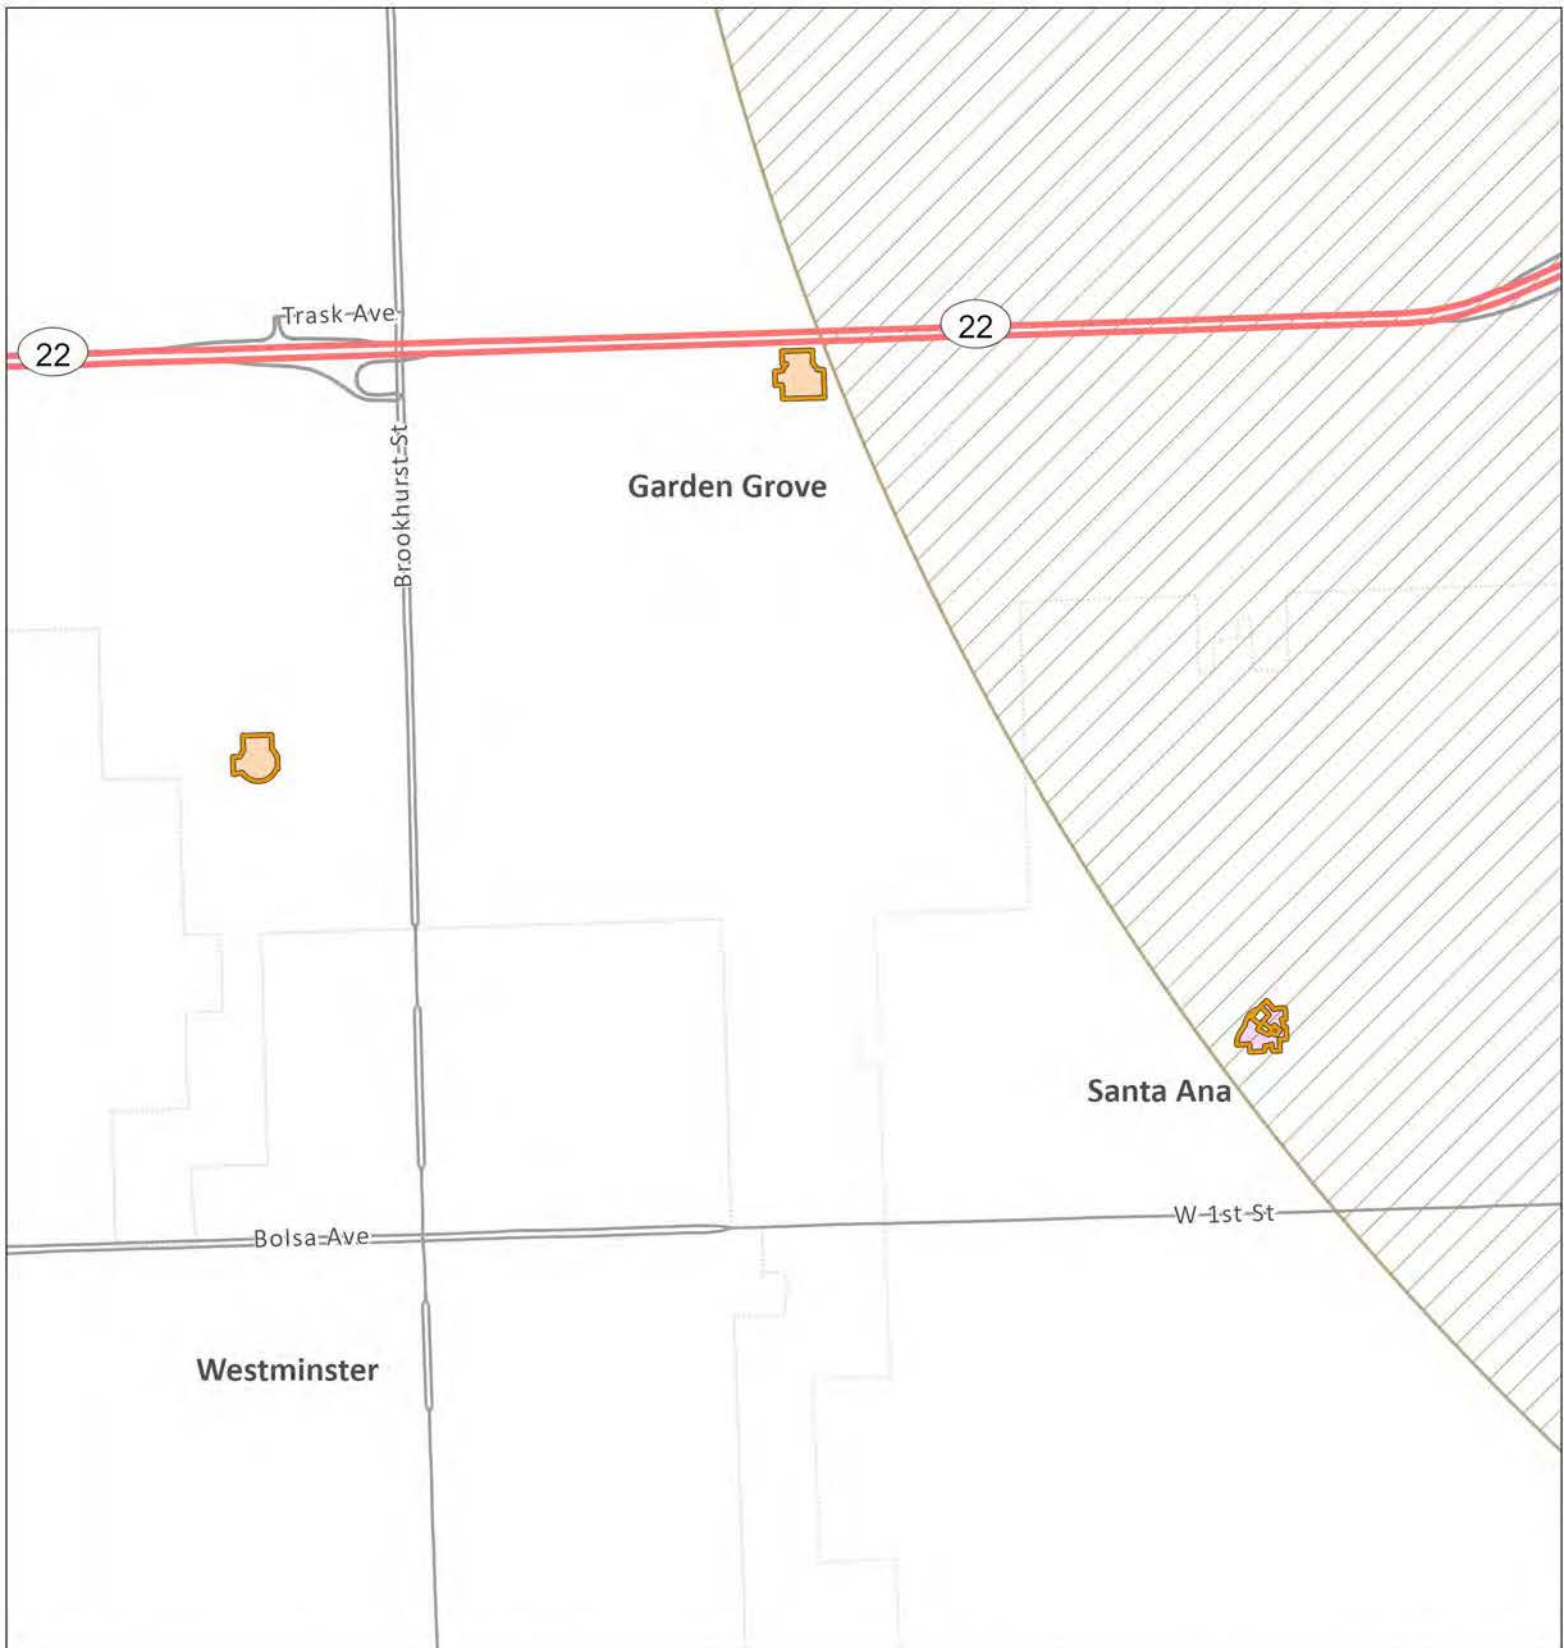 Trask Ave
22
22
Brookhurst St
Garden Grove
Santa Ana
W 1st St
Bolsa Ave
Westminster